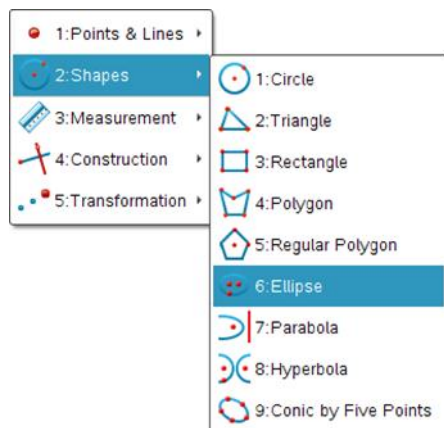 1:Points & Lines
2:Shapes
3:Measurement
4:Construction
5:Transformation
1:Circle
2:Triangle
3:Rectangle
4:Polygon
5:Regular Polygon
6:Ellipse
7:Parabola
8:Hyperbola
9:Conic by Five Points